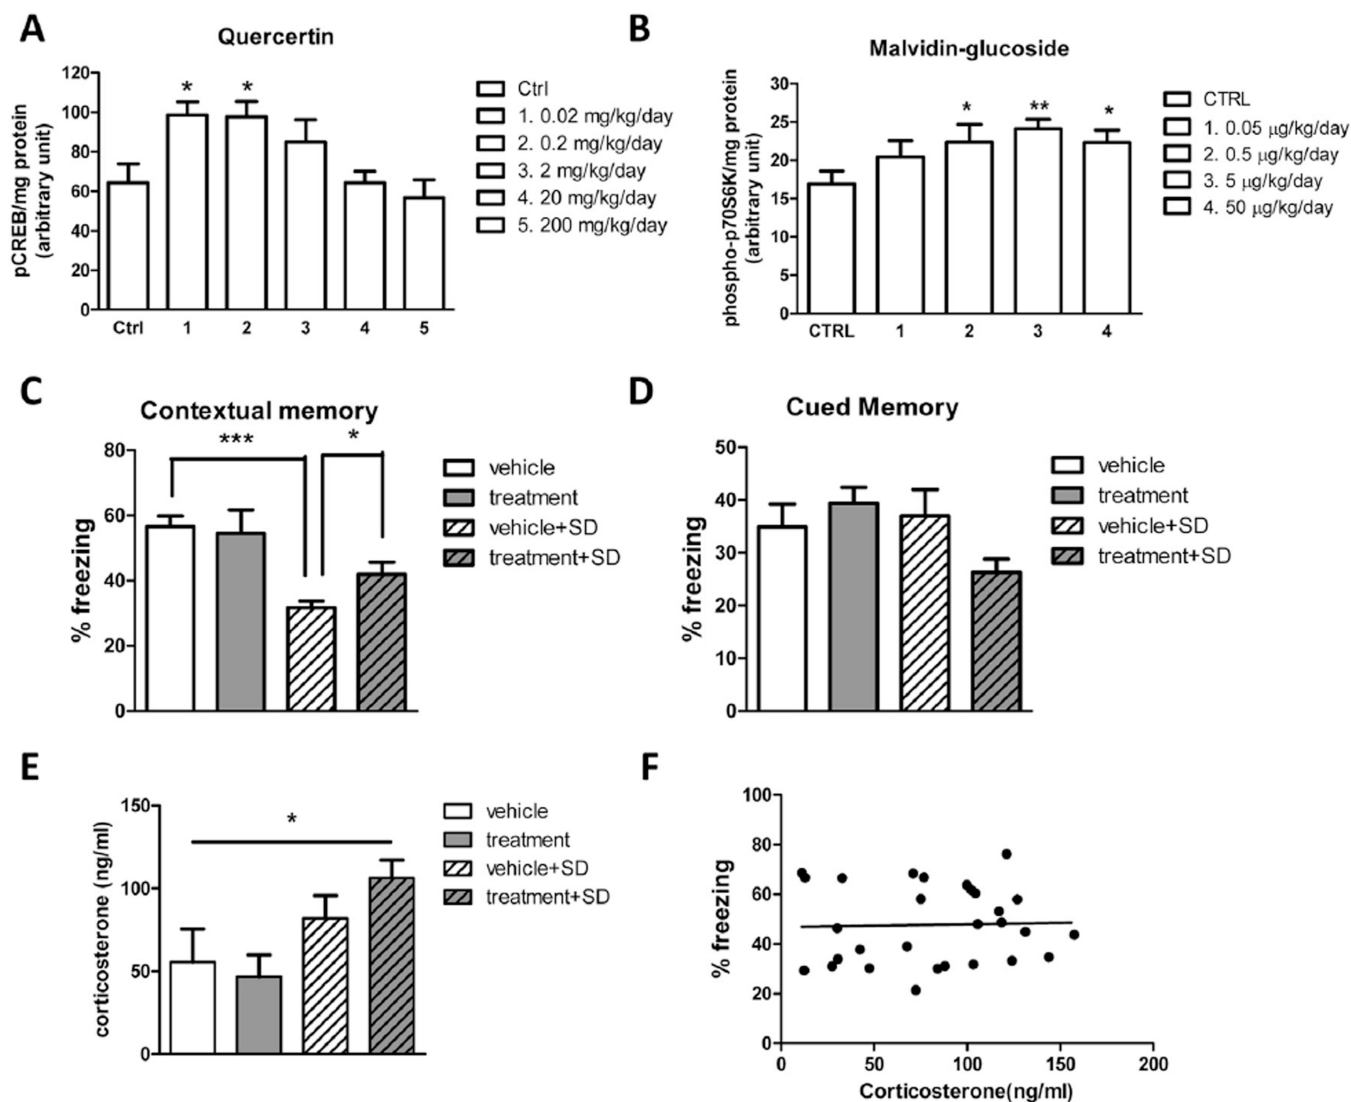 A
Quercertin
pCREB/mg protein
(arbitrary unit)
120
100
80
60
40
20
0
* *
Ctrl 1 2 3 4 5
Ctrl
1. 0.02 mg/kg/day
2. 0.2 mg/kg/day
3. 2 mg/kg/day
4. 20 mg/kg/day
5. 200 mg/kg/day
B
Malvidin-glucoside
phospho-p70S6K/mg protein
(arbitrary unit)
30
25
20
15
10
5
0
* ** *
CTRL 1 2 3 4
CTRL
1. 0.05 μg/kg/day
2. 0.5 μg/kg/day
3. 5 μg/kg/day
4. 50 μg/kg/day
C
Contextual memory
% freezing
80
60
40
20
0
*** *
vehicle
treatment
vehicle+SD
treatment+SD
D
Cued Memory
% freezing
50
40
30
20
10
0
vehicle
treatment
vehicle+SD
treatment+SD
E
corticosterone (ng/ml)
150
100
50
0
*
vehicle
treatment
vehicle+SD
treatment+SD
F
% freezing
100
80
60
40
20
0
0 50 100 150 200
Corticosterone(ng/ml)